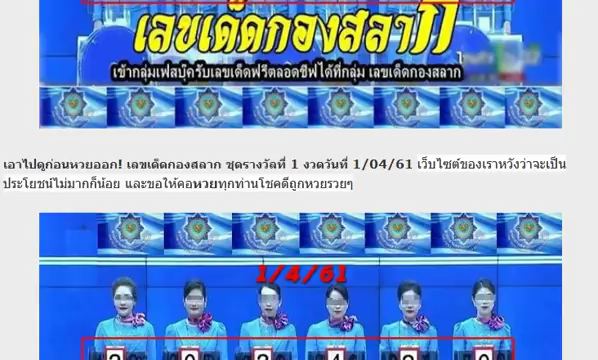 เลขเด็ดกองสลาก
เข้ากลุ่มเฟสบุ๊ครับเลขเด็ดฟรีตลอดชีพได้ที่กลุ่ม เลขเด็ดกองสลาก
เอาไปดูก่อนหวยออก! เลขเด็ดกองสลาก ชุดรางวัลที่ 1 งวดวันที่ 1/04/61 เว็บไซต์ของเราหวังว่าจะเป็น
ประโยชน์ไม่มากก็น้อย และขอให้คอหวยทุกท่านโชคดีถูกหวยรวยๆ
1/4/61